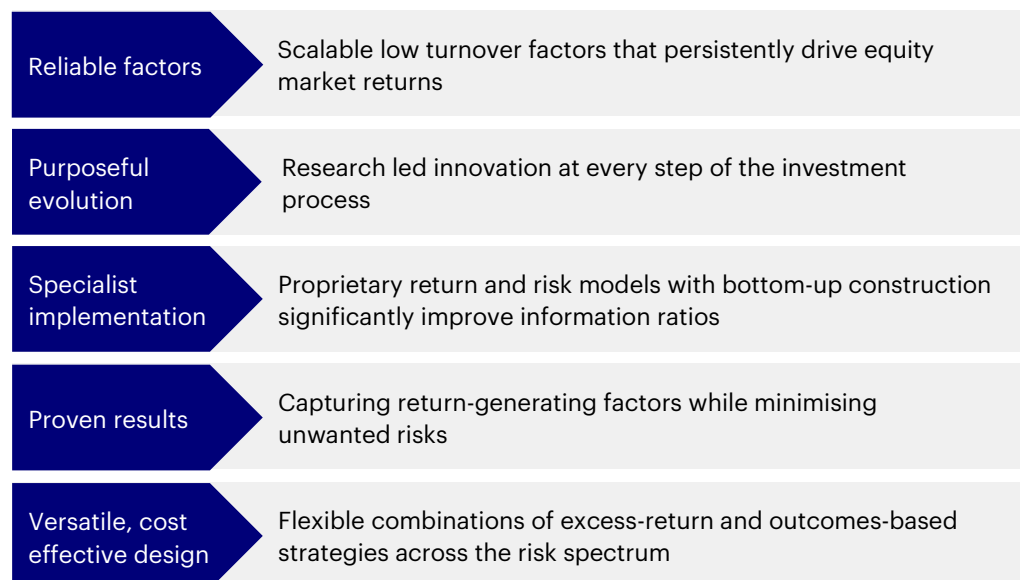 Reliable factors
Scalable low turnover factors that persistently drive equity
market returns
Purposeful
evolution
Research led innovation at every step of the investment
process
Specialist
implementation
Proprietary return and risk models with bottom-up construction
significantly improve information ratios
Proven results
Capturing return-generating factors while minimising
unwanted risks
Versatile, cost
effective design
Flexible combinations of excess-return and outcomes-based
strategies across the risk spectrum